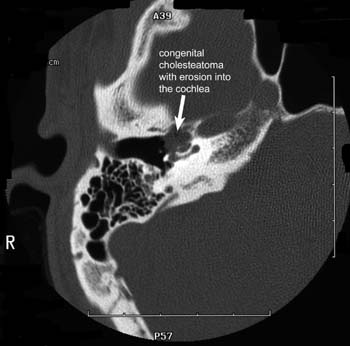 A39
cm
congenital
cholesteatoma
with erosion into
the cochlea
R
P57